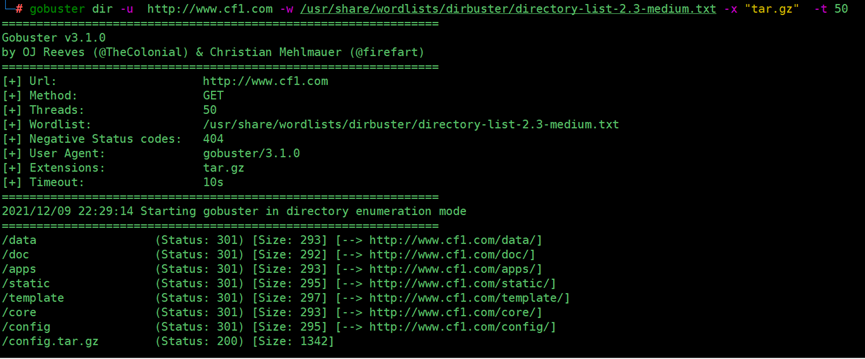 └─# gobuster dir -u  http://www.cf1.com -w /usr/share/wordlists/dirbuster/directory-list-2.3-medium.txt -x "tar.gz"  -t 50
===============================================================
Gobuster v3.1.0
by OJ Reeves (@TheColonial) & Christian Mehlmauer (@firefart)
===============================================================
[+] Url:                     http://www.cf1.com
[+] Method:                  GET
[+] Threads:                 50
[+] Wordlist:                /usr/share/wordlists/dirbuster/directory-list-2.3-medium.txt
[+] Negative Status codes:   404
[+] User Agent:              gobuster/3.1.0
[+] Extensions:              tar.gz
[+] Timeout:                 10s
===============================================================
2021/12/09 22:29:14 Starting gobuster in directory enumeration mode
===============================================================
/data                 (Status: 301) [Size: 293] [--> http://www.cf1.com/data/]
/doc                  (Status: 301) [Size: 292] [--> http://www.cf1.com/doc/]
/apps                 (Status: 301) [Size: 293] [--> http://www.cf1.com/apps/]
/static               (Status: 301) [Size: 295] [--> http://www.cf1.com/static/]
/template             (Status: 301) [Size: 297] [--> http://www.cf1.com/template/]
/core                 (Status: 301) [Size: 293] [--> http://www.cf1.com/core/]
/config               (Status: 301) [Size: 295] [--> http://www.cf1.com/config/]
/config.tar.gz        (Status: 200) [Size: 1342]